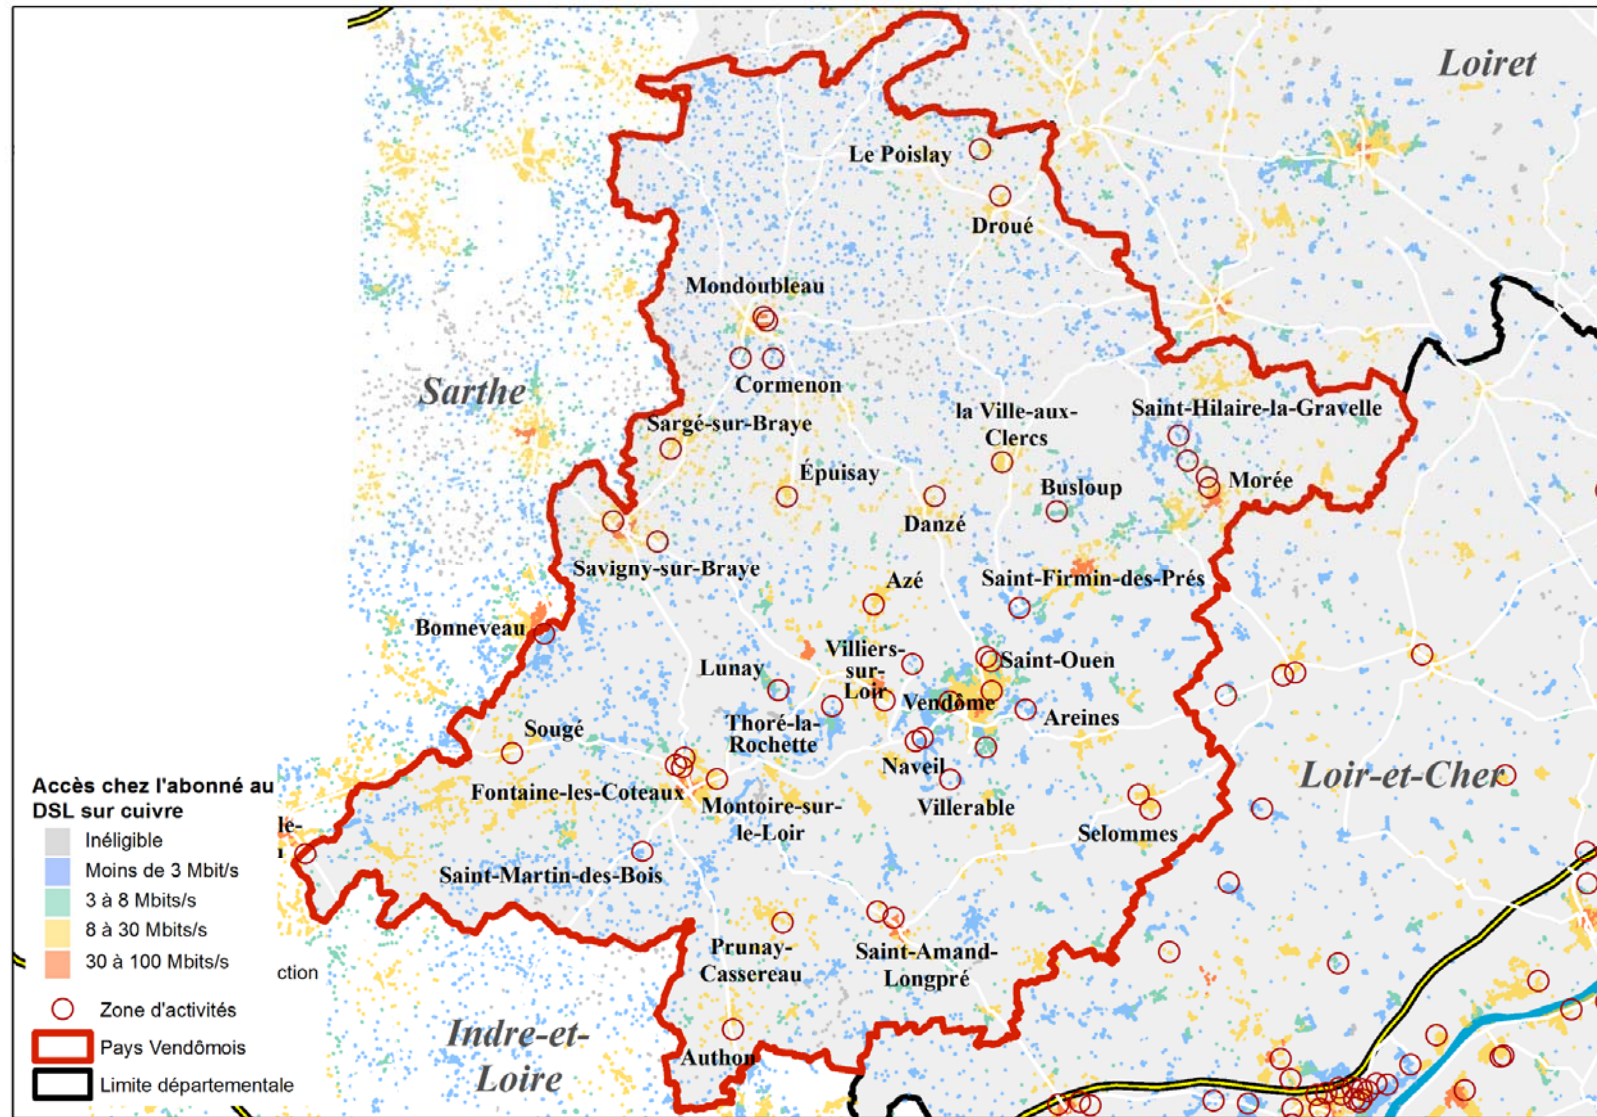 Loiret
Le Poislay
Droué
Mondoubleau
Sarthe
Cormenon
Sargé-sur-Braye
la Ville-aux-
Clercs
Saint-Hilaire-la-Gravelle
Épuisay
Busloup
Morée
Danzé
Savigny-sur-Braye
Azé
Saint-Firmin-des-Prés
Bonneveau
Lunay
Villiers-
sur-
Loir
Saint-Ouen
Vendôme
Areines
Thoré-la-
Rochette
Sougé
Naveil
Loir-et-Cher
Fontaine-les-Coteaux
Montoire-sur-
le-Loir
Villerable
Selommes
Saint-Martin-des-Bois
Prunay-
Cassereau
Saint-Amand-
Longpré
Indre-et-
Loire
Authon
Accès chez l'abonné au
DSL sur cuivre
Inéligible
le-
Moins de 3 Mbit/s
3 à 8 Mbits/s
8 à 30 Mbits/s
30 à 100 Mbits/s
ction
Zone d'activités
Pays Vendômois
Limite départementale